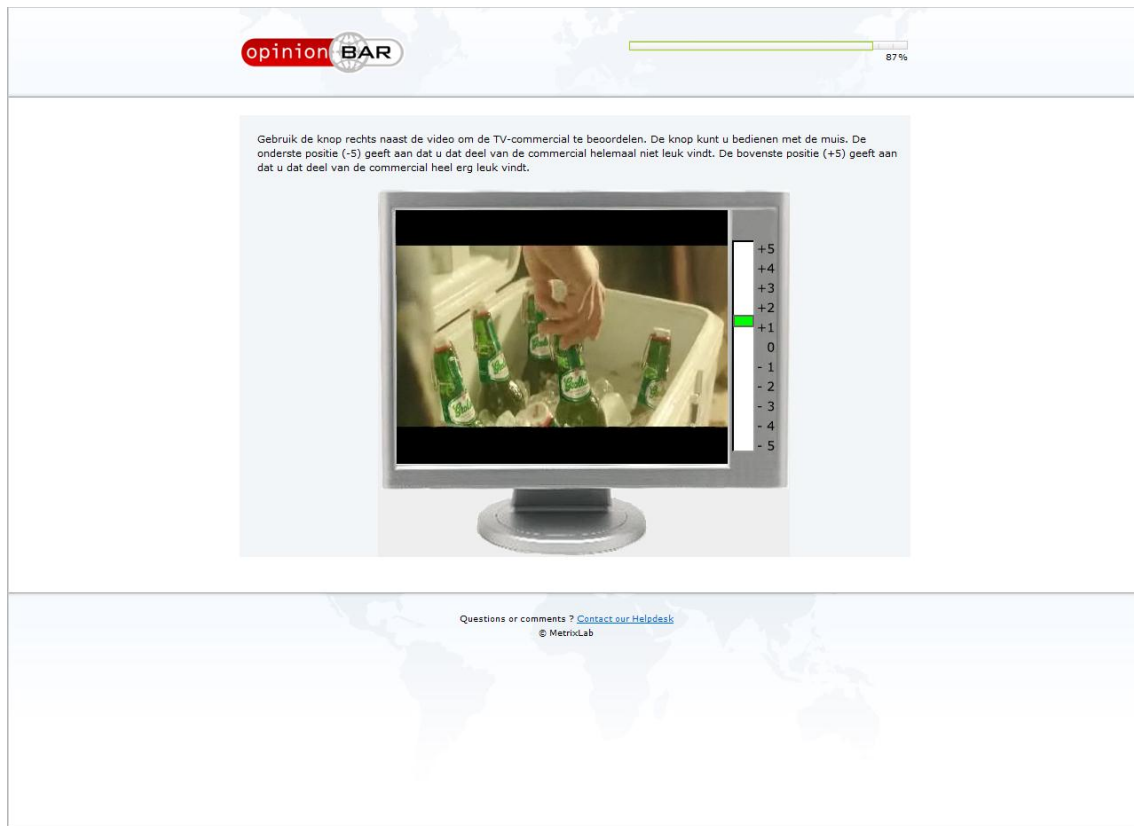 opinion BAR
87%
Gebruik de knop rechts naast de video om de TV-commercial te beoordelen. De knop kunt u bedienen met de muis. De
onderste positie (-5) geeft aan dat u dat deel van de commercial helemaal niet leuk vindt. De bovenste positie (+5) geeft aan
dat u dat deel van de commercial heel erg leuk vindt.
+5
+4
+3
+2
+1
0
- 1
- 2
- 3
- 4
- 5
Grolsch
Questions or comments ? Contact our Helpdesk
© MetrixLab